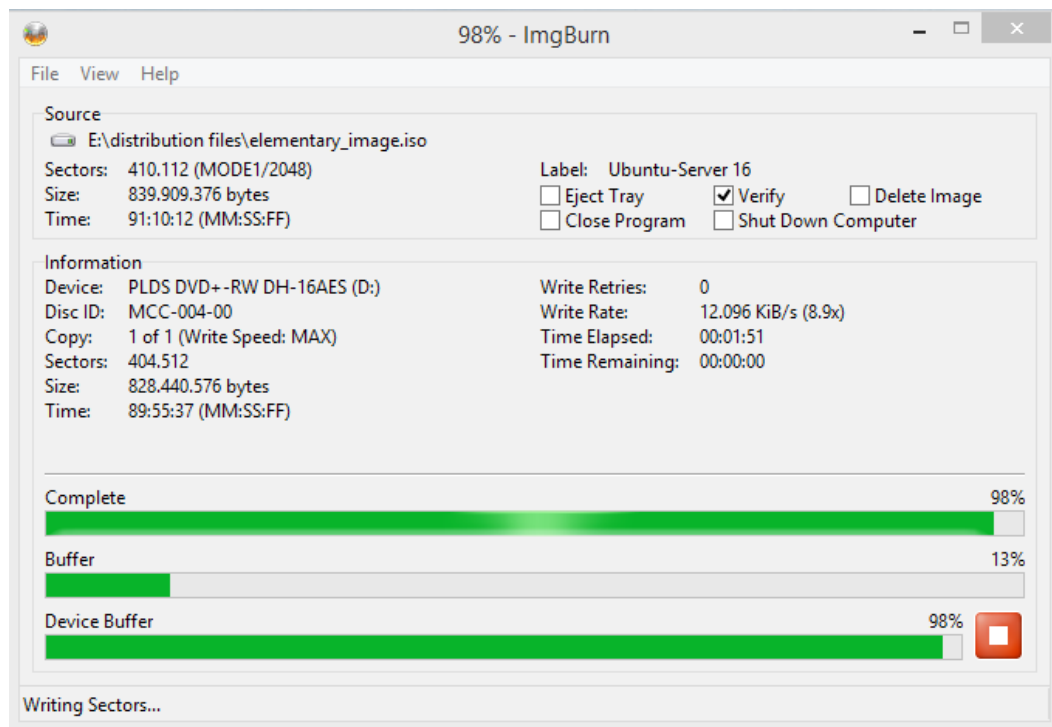 98% - ImgBurn
File View Help
Source
E:\distribution files\elementary_image.iso
Sectors: 410.112 (MODE1/2048)
Size: 839.909.376 bytes
Time: 91:10:12 (MM:SS:FF)
Label: Ubuntu-Server 16
Eject Tray Verify Delete Image
Close Program Shut Down Computer
Information
Device: PLDS DVD+-RW DH-16AES (D:)
Disc ID: MCC-004-00
Copy: 1 of 1 (Write Speed: MAX)
Sectors: 404.512
Size: 828.440.576 bytes
Time: 89:55:37 (MM:SS:FF)
Write Retries: 0
Write Rate: 12.096 KiB/s (8.9x)
Time Elapsed: 00:01:51
Time Remaining: 00:00:00
Complete 98%
Buffer 13%
Device Buffer 98%
Writing Sectors...